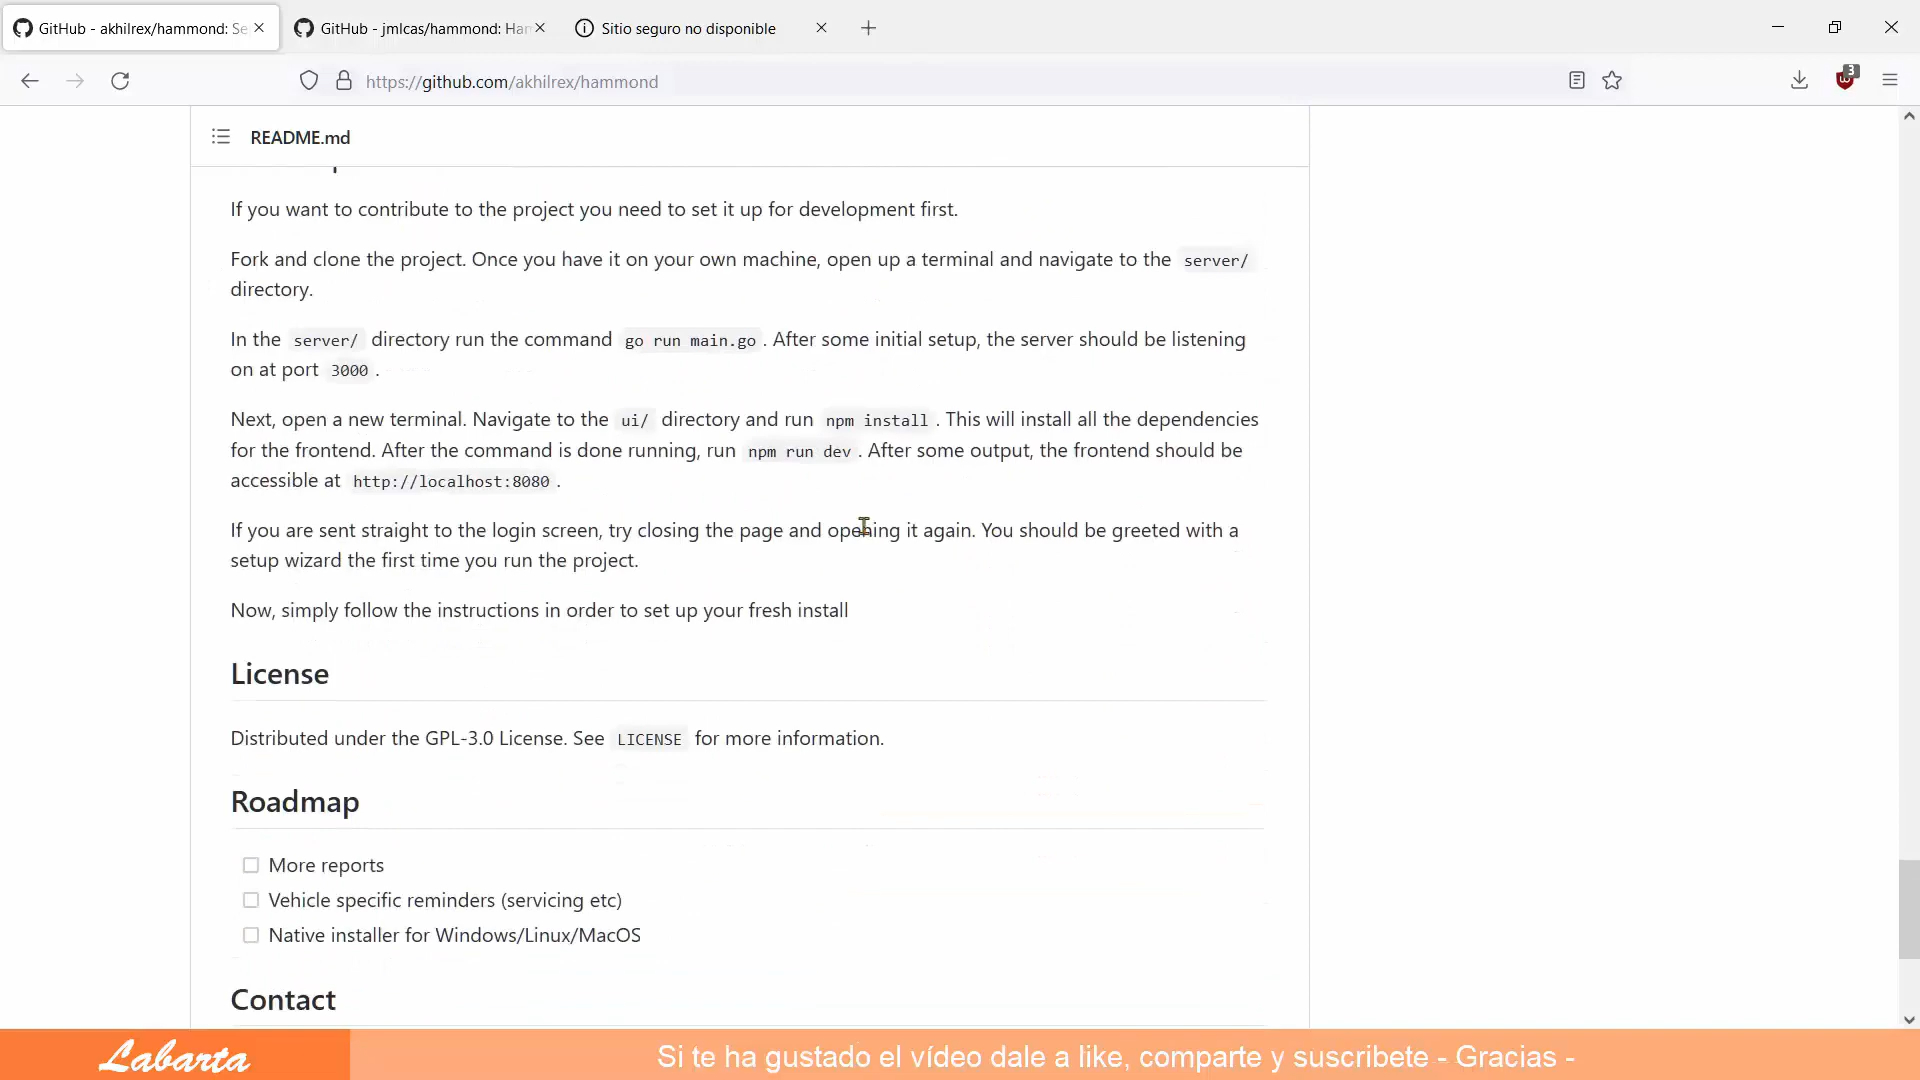 GitHub - akhilrex/hammond: Se
GitHub - jmlcas/hammond: Han
Sitio seguro no disponible
https://github.com/akhilrex/hammond
3
README.md
If you want to contribute to the project you need to set it up for development first.
Fork and clone the project. Once you have it on your own machine, open up a terminal and navigate to the server/
directory.
In the server/ directory run the command go run main.go . After some initial setup, the server should be listening
on at port 3000 .
Next, open a new terminal. Navigate to the ui/ directory and run npm install . This will install all the dependencies
for the frontend. After the command is done running, run npm run dev . After some output, the frontend should be
accessible at http://localhost:8080 .
If you are sent straight to the login screen, try closing the page and opening it again. You should be greeted with a
setup wizard the first time you run the project.
Now, simply follow the instructions in order to set up your fresh install
License
Distributed under the GPL-3.0 License. See LICENSE for more information.
Roadmap
More reports
Vehicle specific reminders (servicing etc)
Native installer for Windows/Linux/MacOS
Contact
Labarta
Si te ha gustado el vídeo dale a like, comparte y suscribete - Gracias -